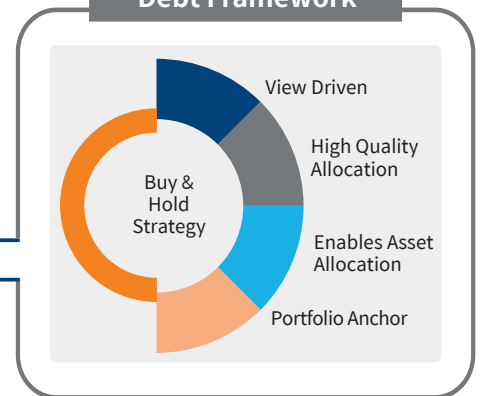 Debt Framework
View Driven
High Quality
Allocation
Buy &
Hold
Strategy
Enables Asset
Allocation
Portfolio Anchor